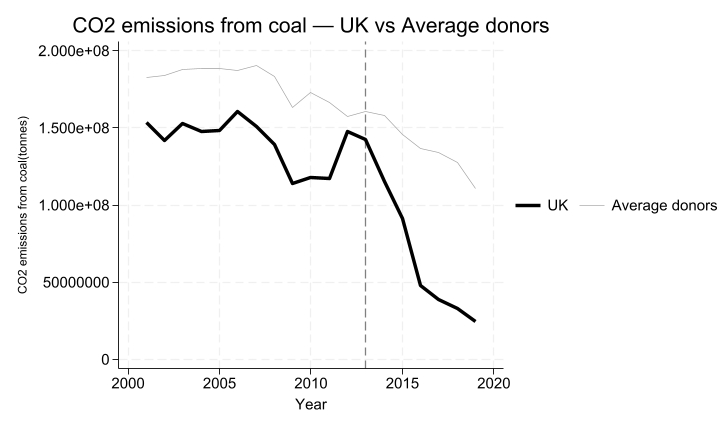 CO2 emissions from coal — UK vs Average donors
2.000e+08
1.500e+08
1.000e+08
50000000
0
CO2 emissions from coal(tonnes)
2000 2005 2010 2015 2020
Year
UK Average donors